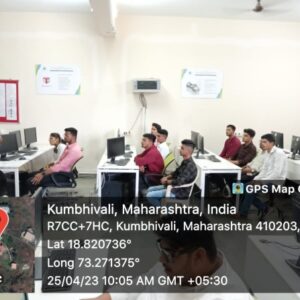 GPS Map C
Kumbhivali, Maharashtra, India
R7CC+7HC, Kumbhivali, Maharashtra 410203,
Lat 18.820736°
Long 73.271375°
25/04/23 10:05 AM GMT +05:30